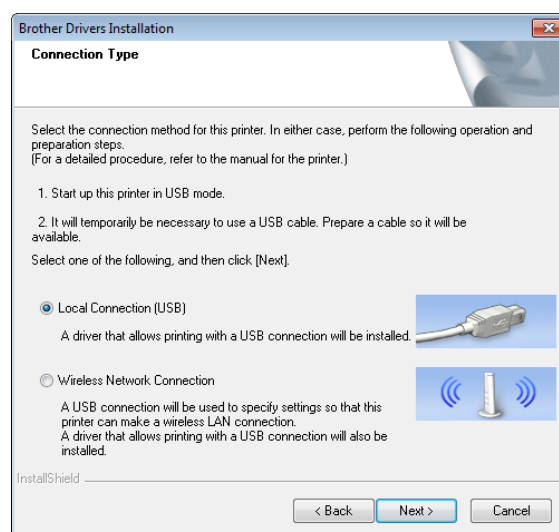 Brother Drivers Installation
Connection Type
Select the connection method for this printer. In either case, perform the following operation and
preparation steps.
(For a detailed procedure, refer to the manual for the printer.)
1. Start up this printer in USB mode.
2. It will temporarily be necessary to use a USB cable. Prepare a cable so it will be
available.
Select one of the following, and then click [Next].
Local Connection (USB)
A driver that allows printing with a USB connection will be installed.
Wireless Network Connection
A USB connection will be used to specify settings so that this
printer can make a wireless LAN connection.
A driver that allows printing with a USB connection will also be
installed.
InstallShield
< Back Next > Cancel